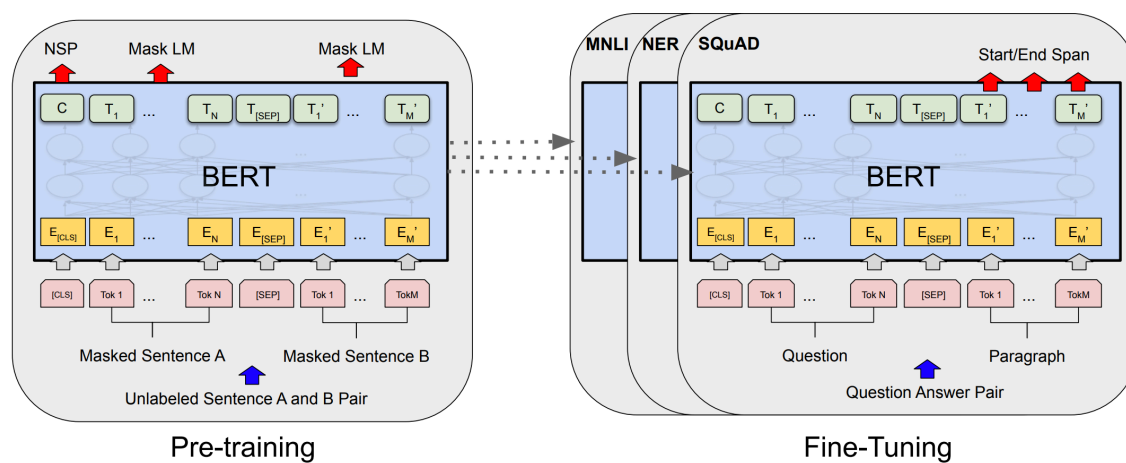 NSP Mask LM Mask LM
C T1 ... TN T[SEP] T1' ... TM'
...
BERT
...
E[CLS] E1 ... EN E[SEP] E1' ... EM'
[CLS] Tok 1 ... Tok N [SEP] Tok 1 ... TokM
Masked Sentence A Masked Sentence B
Unlabeled Sentence A and B Pair
Pre-training
MNLI NER SQuAD
Start/End Span
C T1 ... TN T[SEP] T1' ... TM'
...
BERT
...
E[CLS] E1 ... EN E[SEP] E1' ... EM'
[CLS] Tok 1 ... Tok N [SEP] Tok 1 ... TokM
Question Paragraph
Question Answer Pair
Fine-Tuning